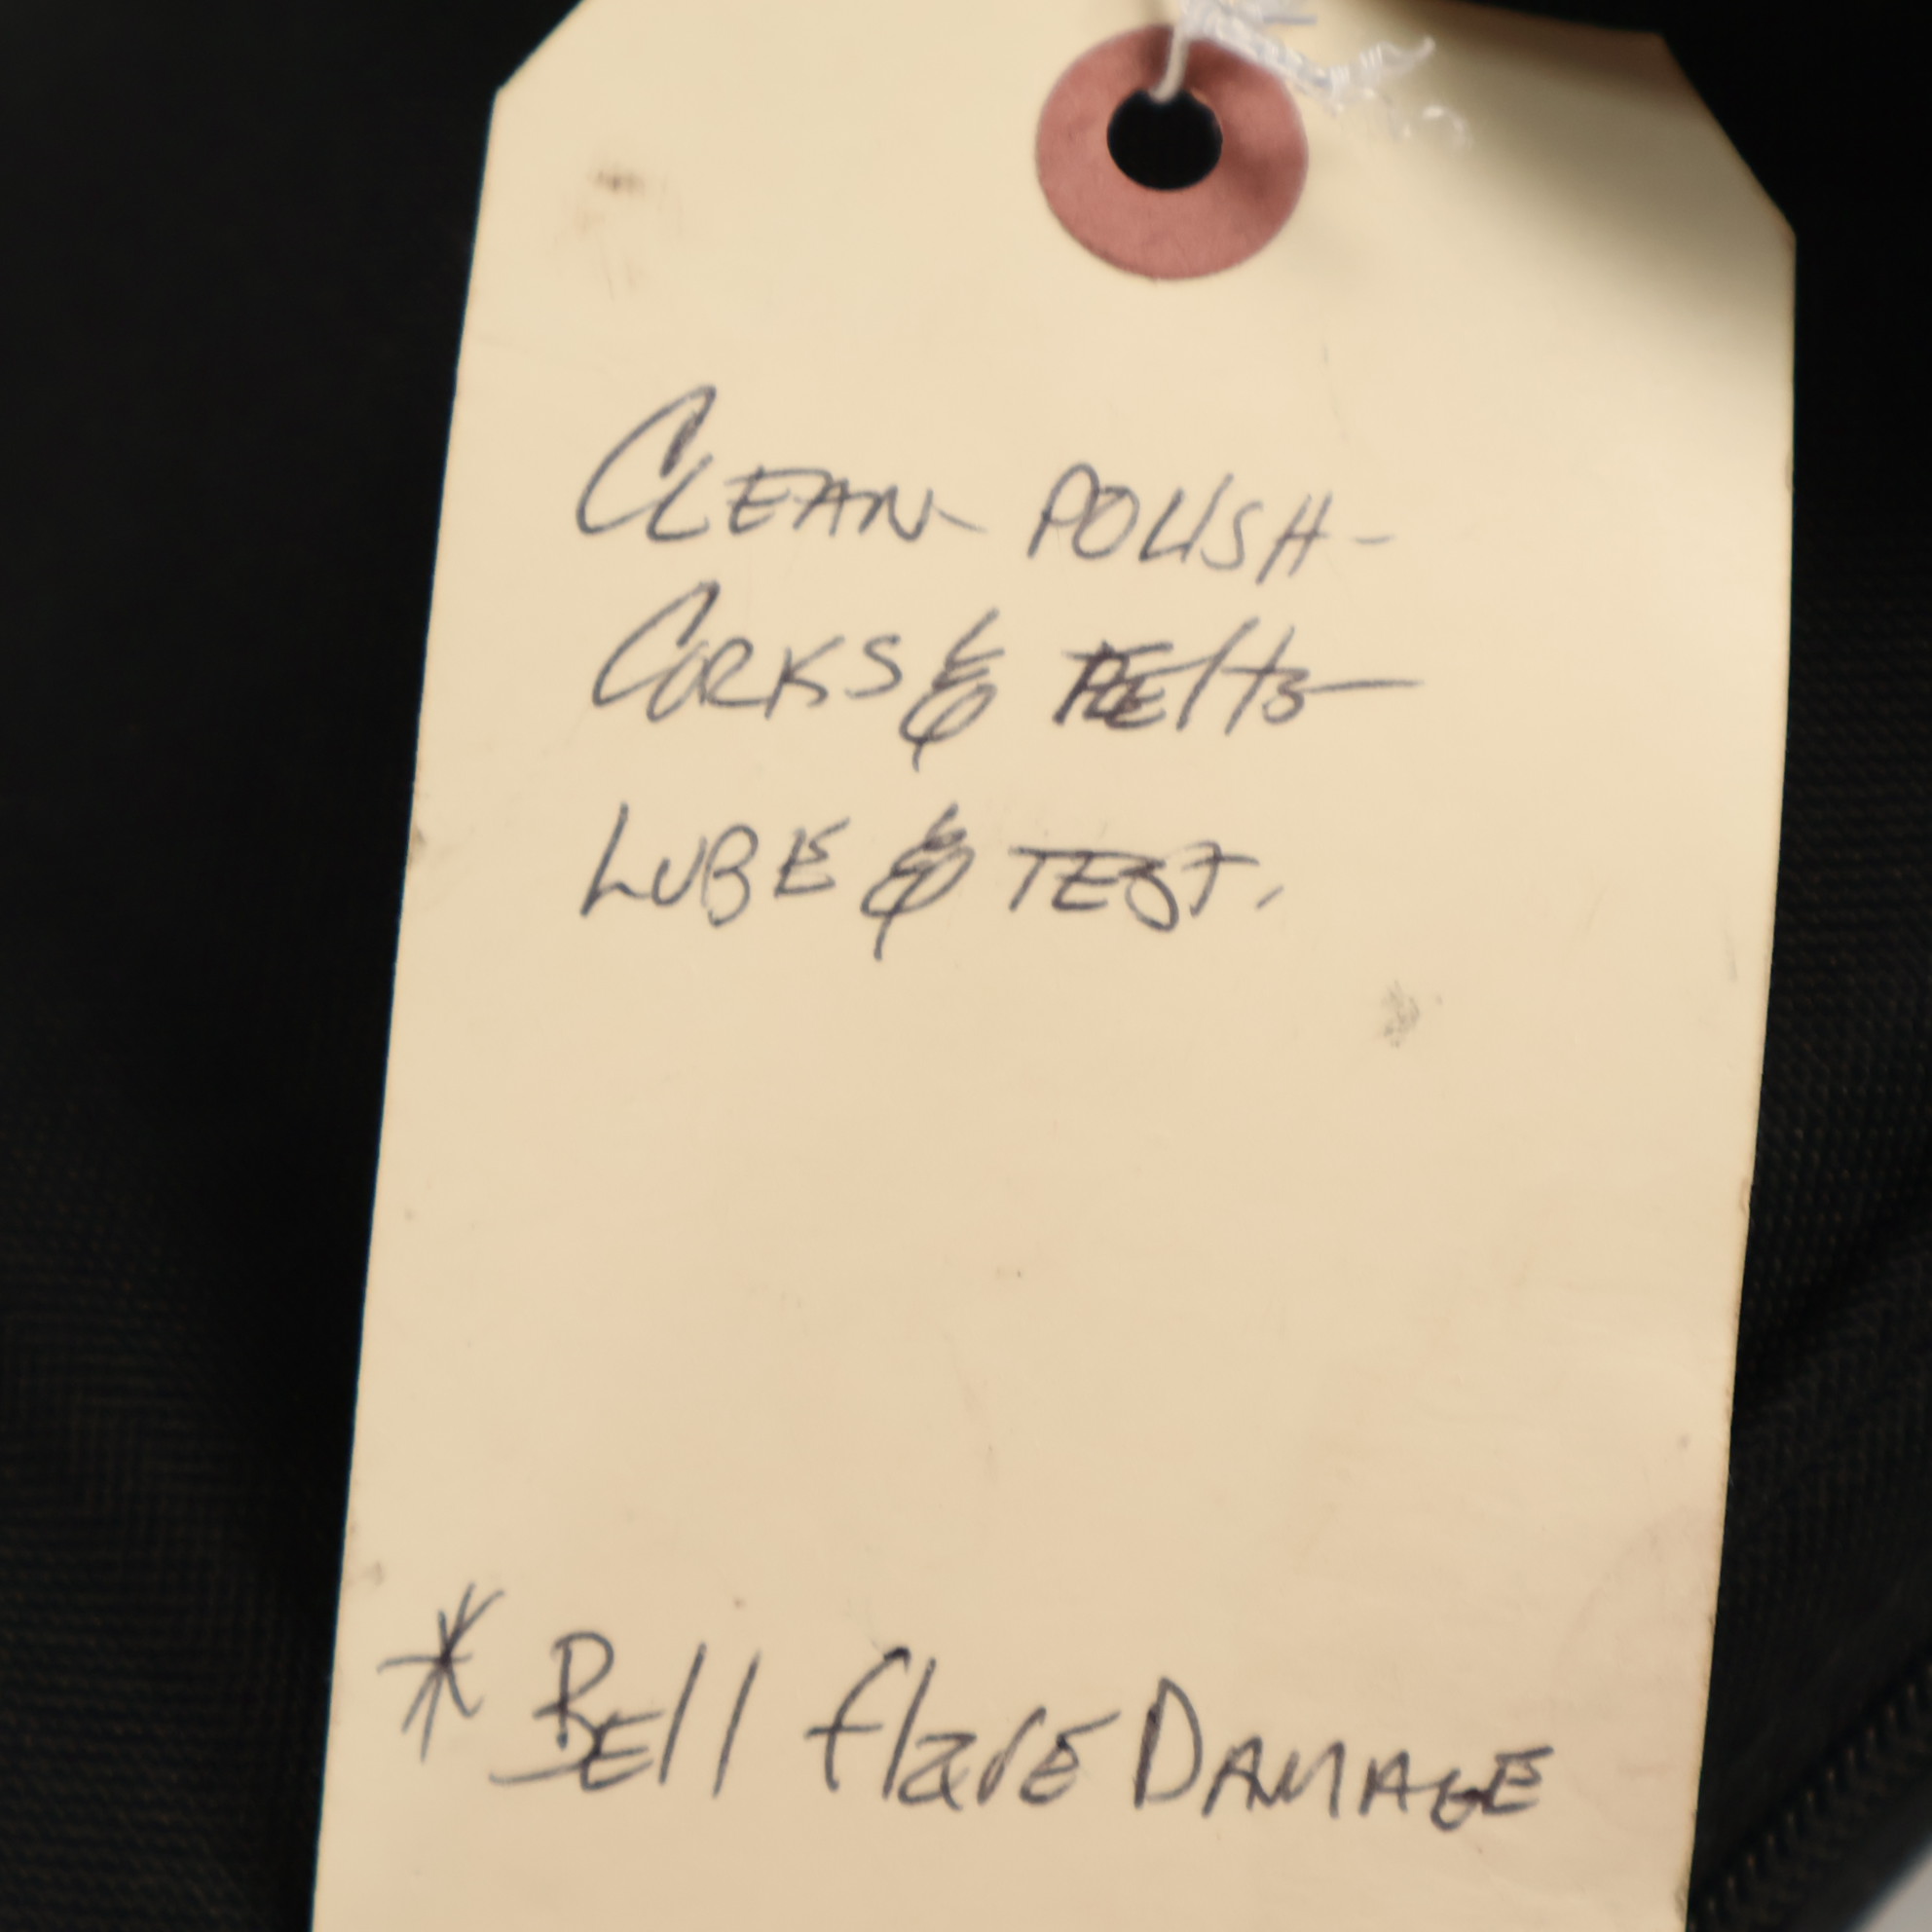 CLEAN - POLISH -
CORKS & FElts -
LUBE & TEST.
* BEll flarE DAMAGE